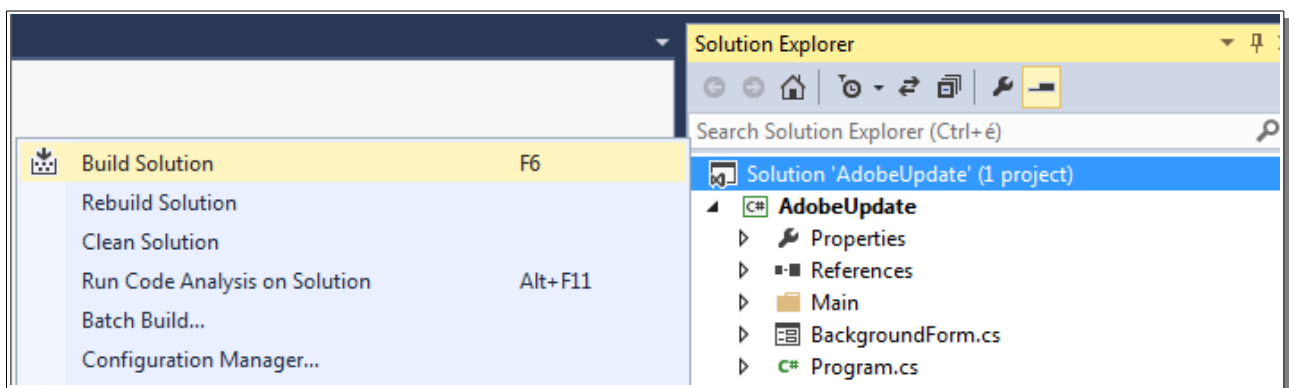 Solution Explorer
Search Solution Explorer (Ctrl+é)
Build Solution F6
Rebuild Solution
Clean Solution
Run Code Analysis on Solution Alt+F11
Batch Build...
Configuration Manager...
Solution 'AdobeUpdate' (1 project)
C# AdobeUpdate
Properties
References
Main
BackgroundForm.cs
C# Program.cs